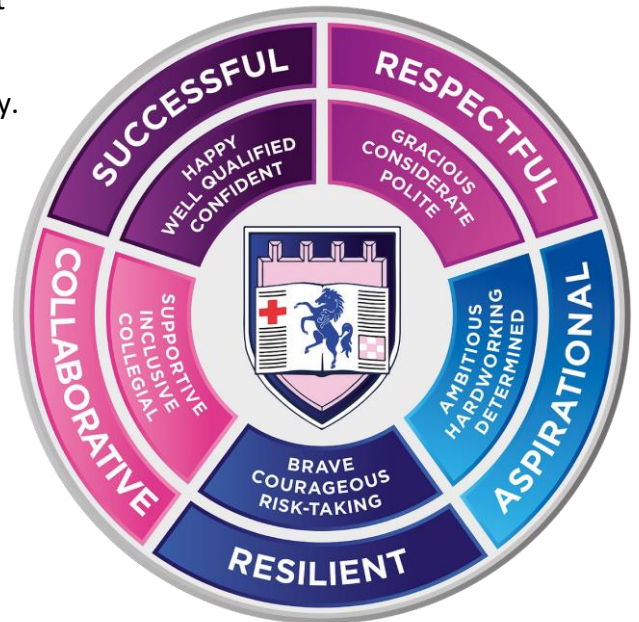 t
y.
SUCCESSFUL
HAPPY
WELL QUALIFIED
CONFIDENT
RESPECTFUL
GRACIOUS
CONSIDERATE
POLITE
ASPIRATIONAL
AMBITIOUS
HARDWORKING
DETERMINED
RESILIENT
BRAVE
COURAGEOUS
RISK-TAKING
COLLABORATIVE
SUPPORTIVE
INCLUSIVE
COLLEGIAL